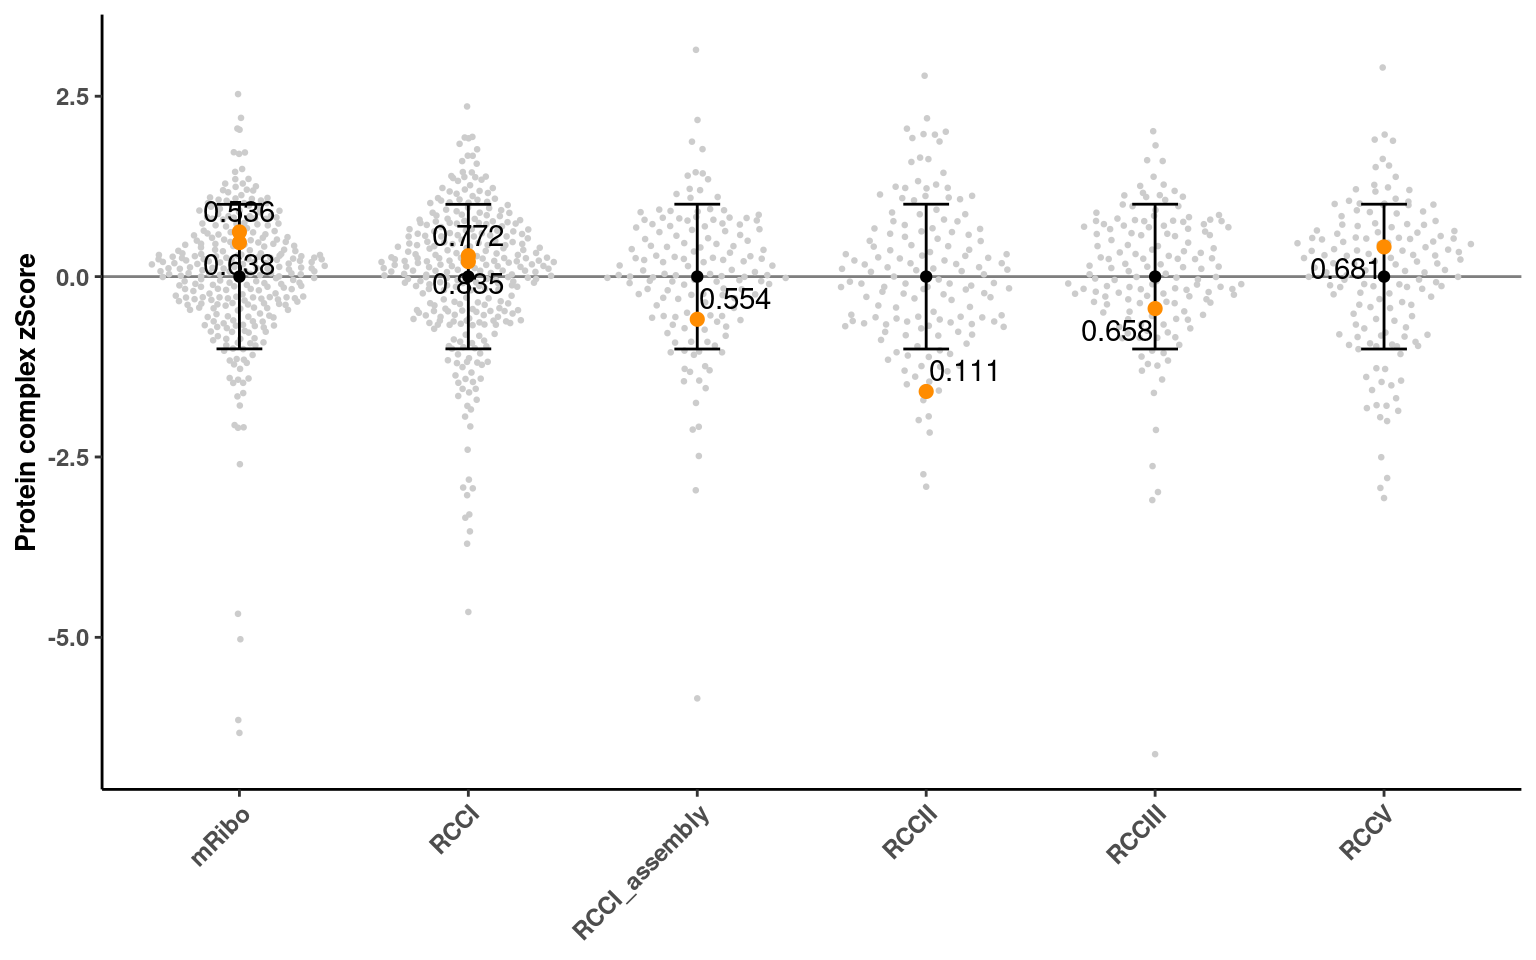 Protein complex zScore
2.5
0.0
-2.5
-5.0
0.536
0.638
0.772
0.835
0.554
0.111
0.658
0.681
mRibo
RCCI
RCCI_assembly
RCCII
RCCIII
RCCV